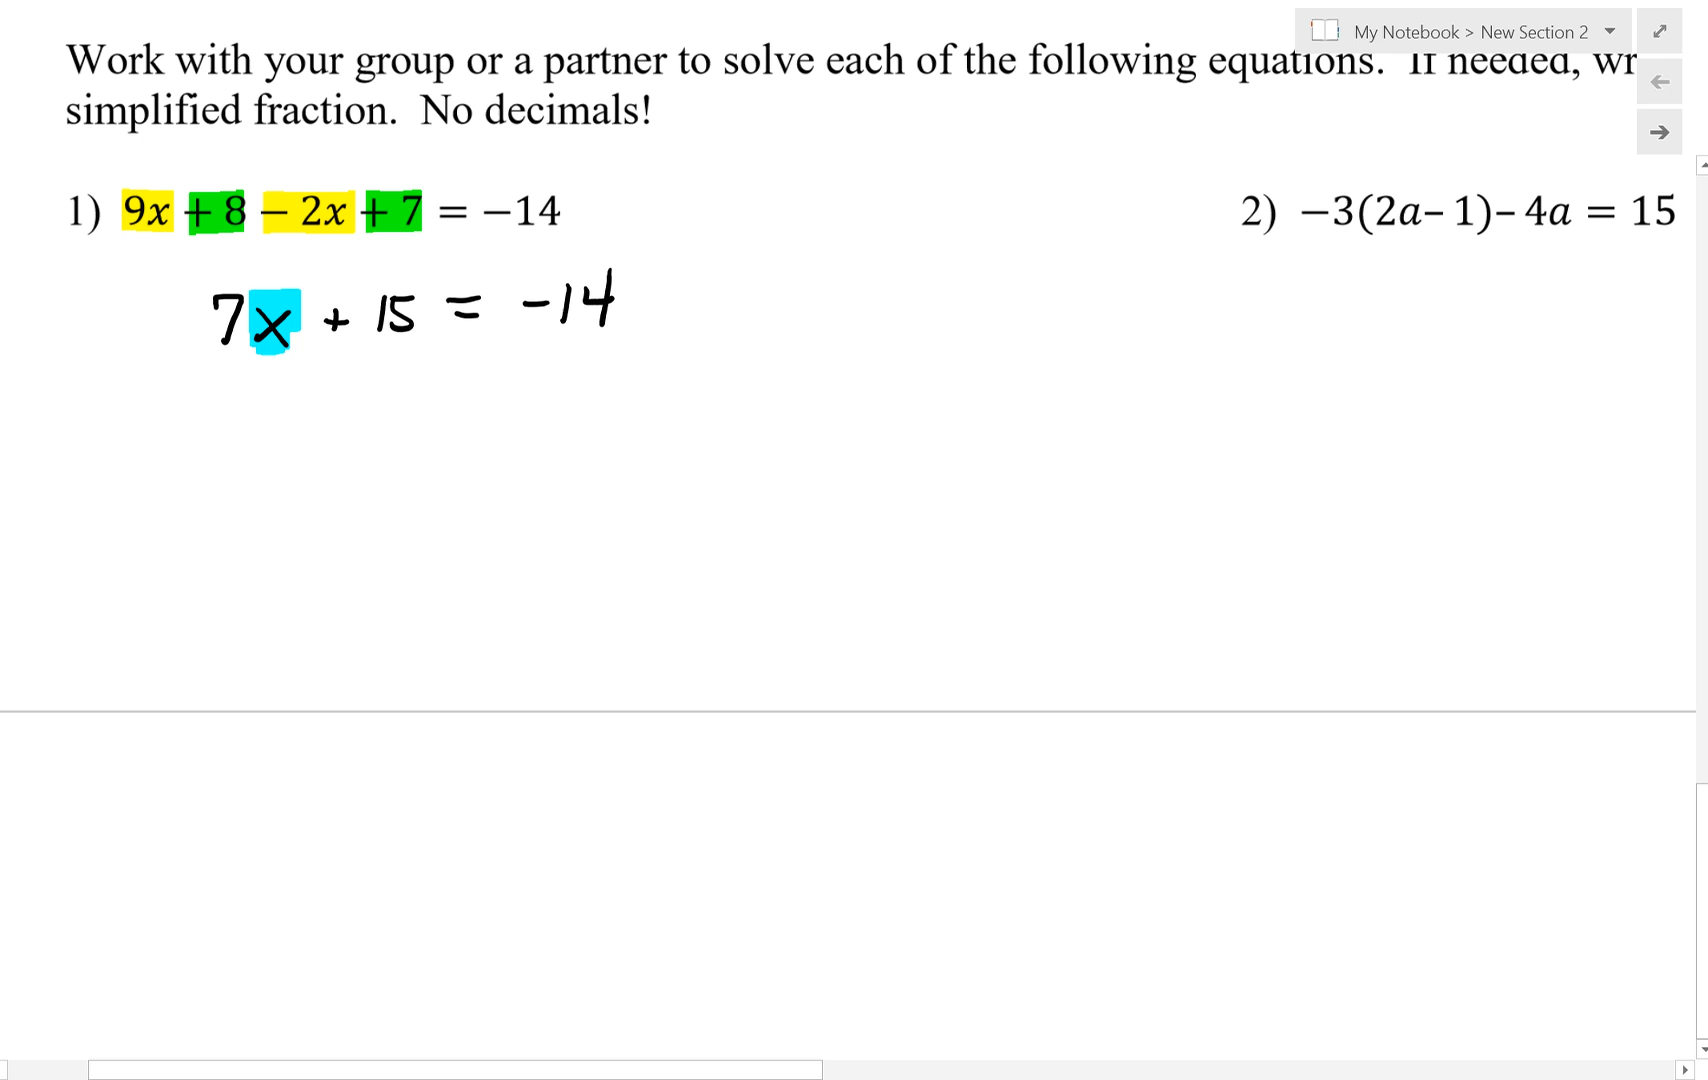 My Notebook > New Section 2
Work with your group or a partner to solve each of the following equations. If needed, wr
simplified fraction. No decimals!
1) 9x + 8 − 2x + 7 = −14
2) −3(2a− 1)− 4a = 15
7x + 15 = -14